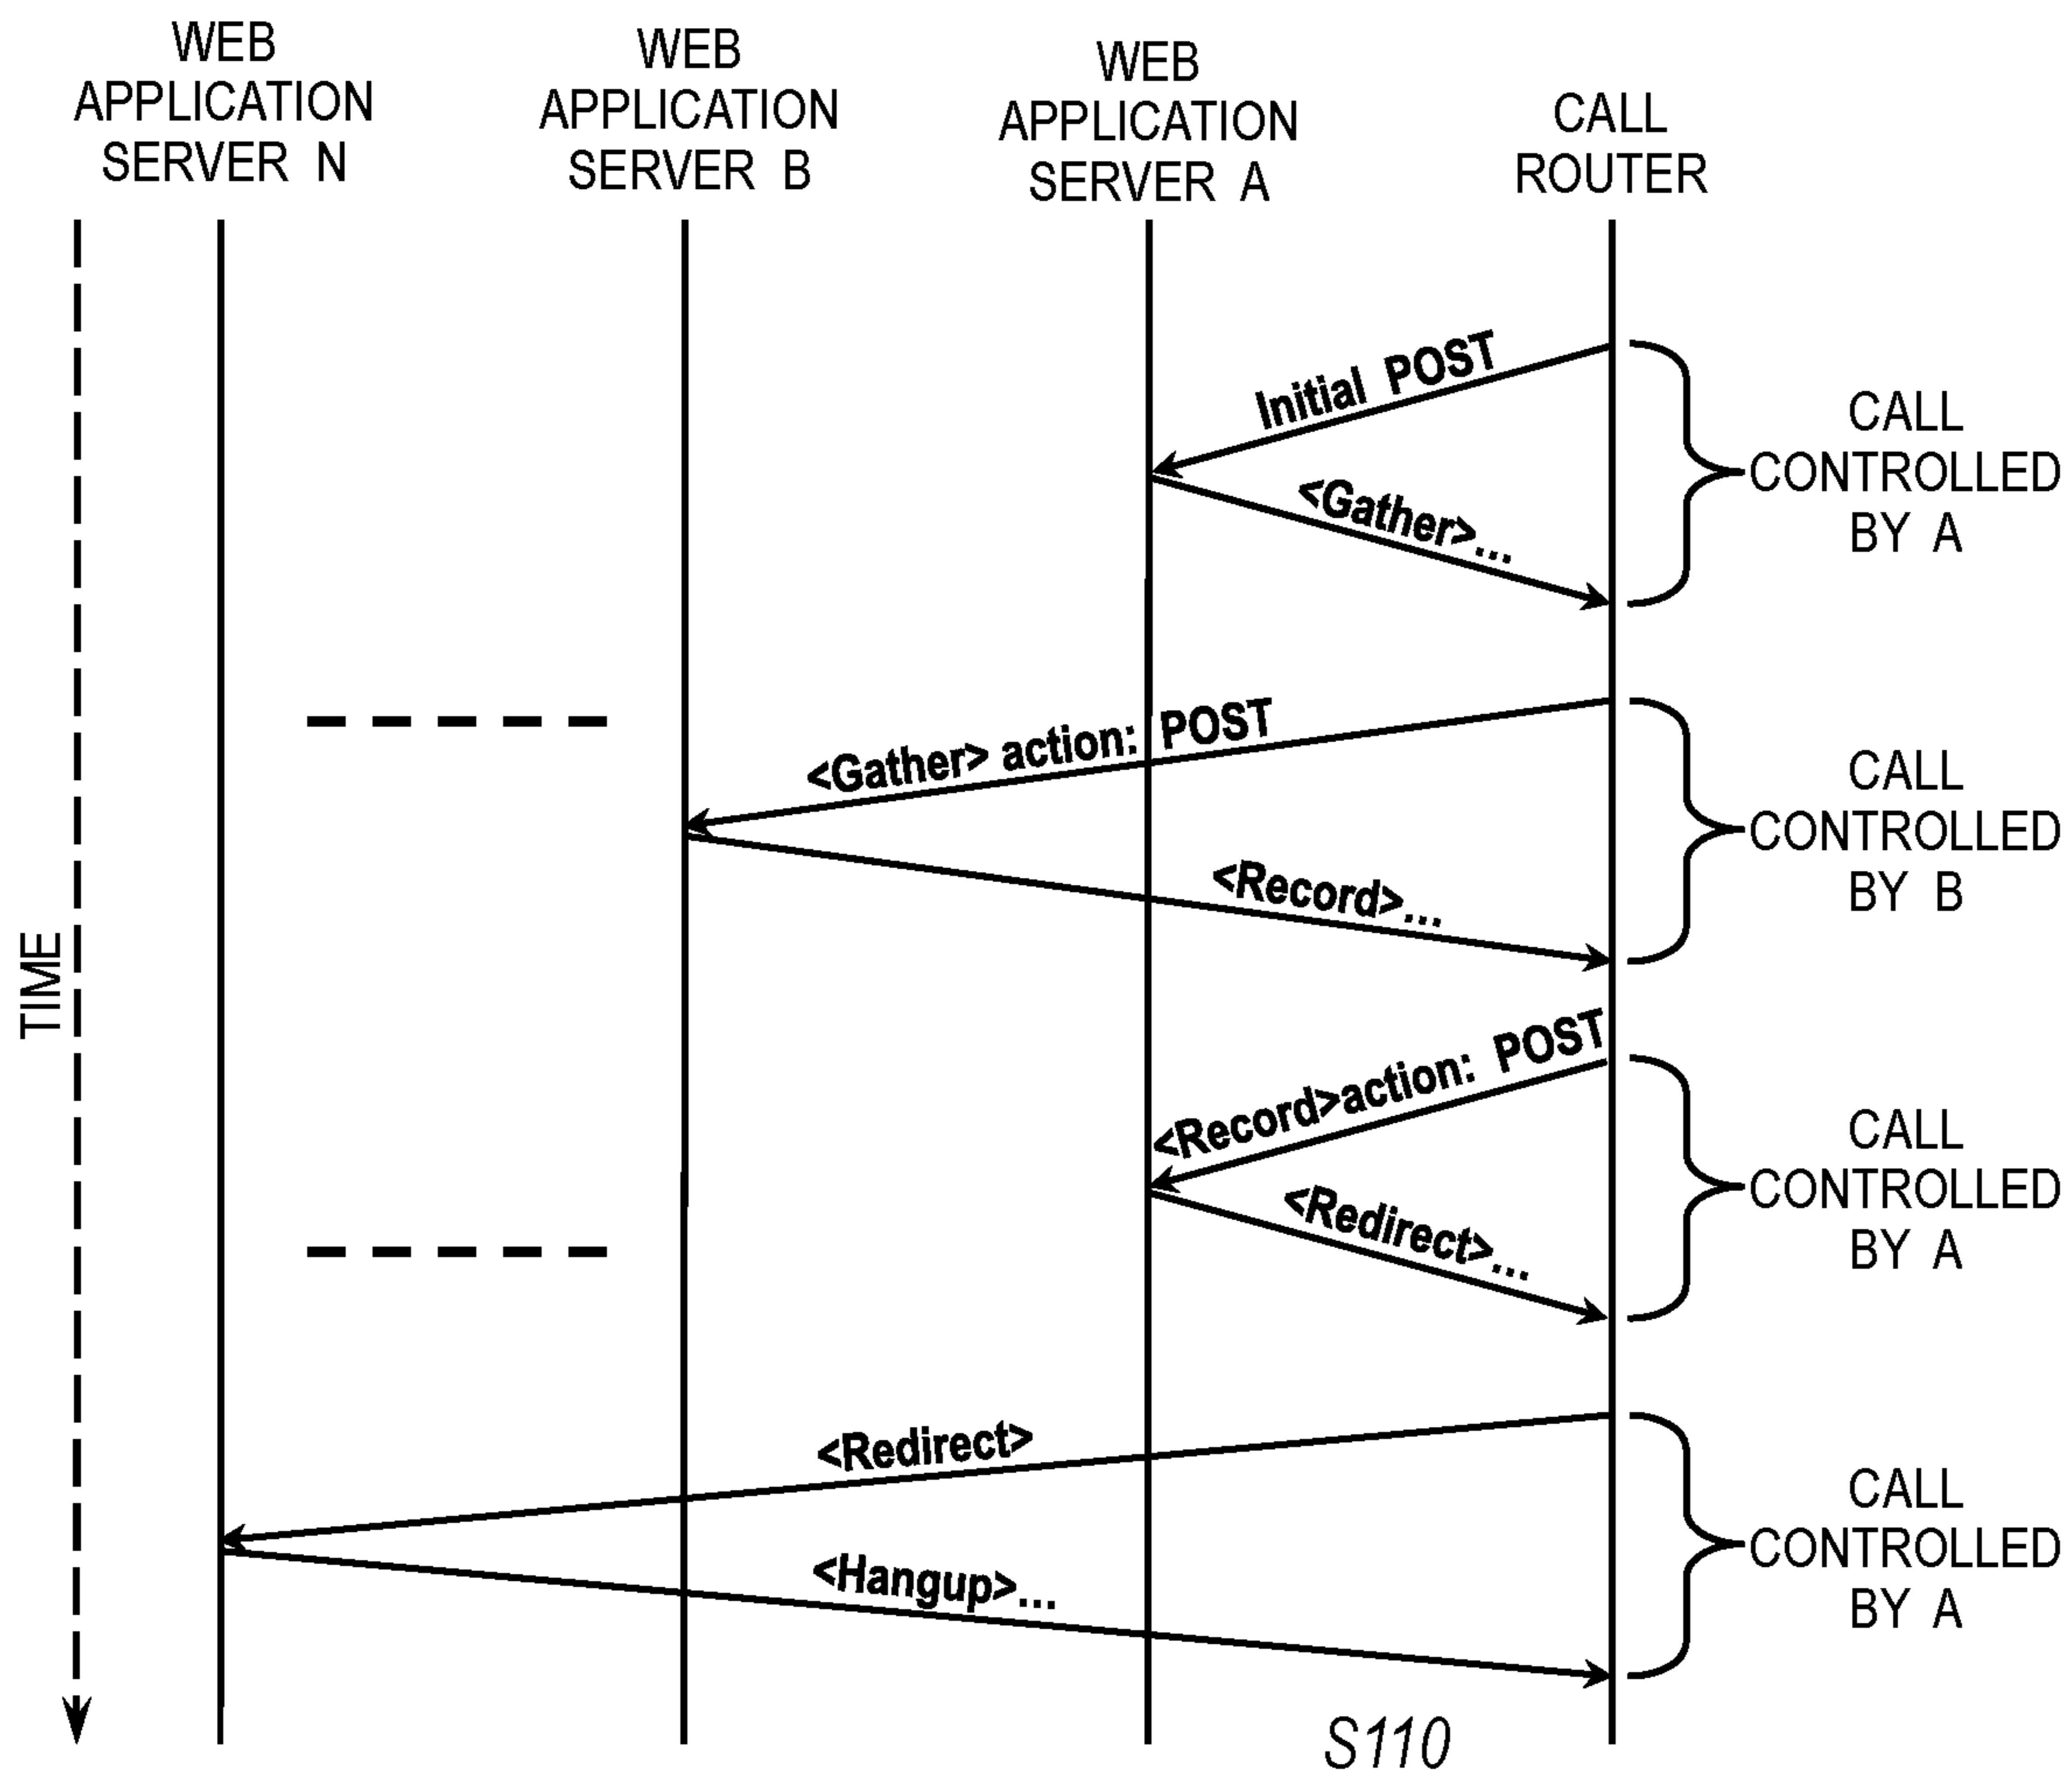 WEB
APPLICATION
SERVER N
WEB
APPLICATION
SERVER B
WEB
APPLICATION
SERVER A
CALL
ROUTER
Initial POST
<Gather>...
CALL
CONTROLLED
BY A
<Gather> action: POST
<Record>...
CALL
CONTROLLED
BY B
TIME
<Record>action: POST
<Redirect>...
CALL
CONTROLLED
BY A
<Redirect>
<Hangup>...
CALL
CONTROLLED
BY A
S110